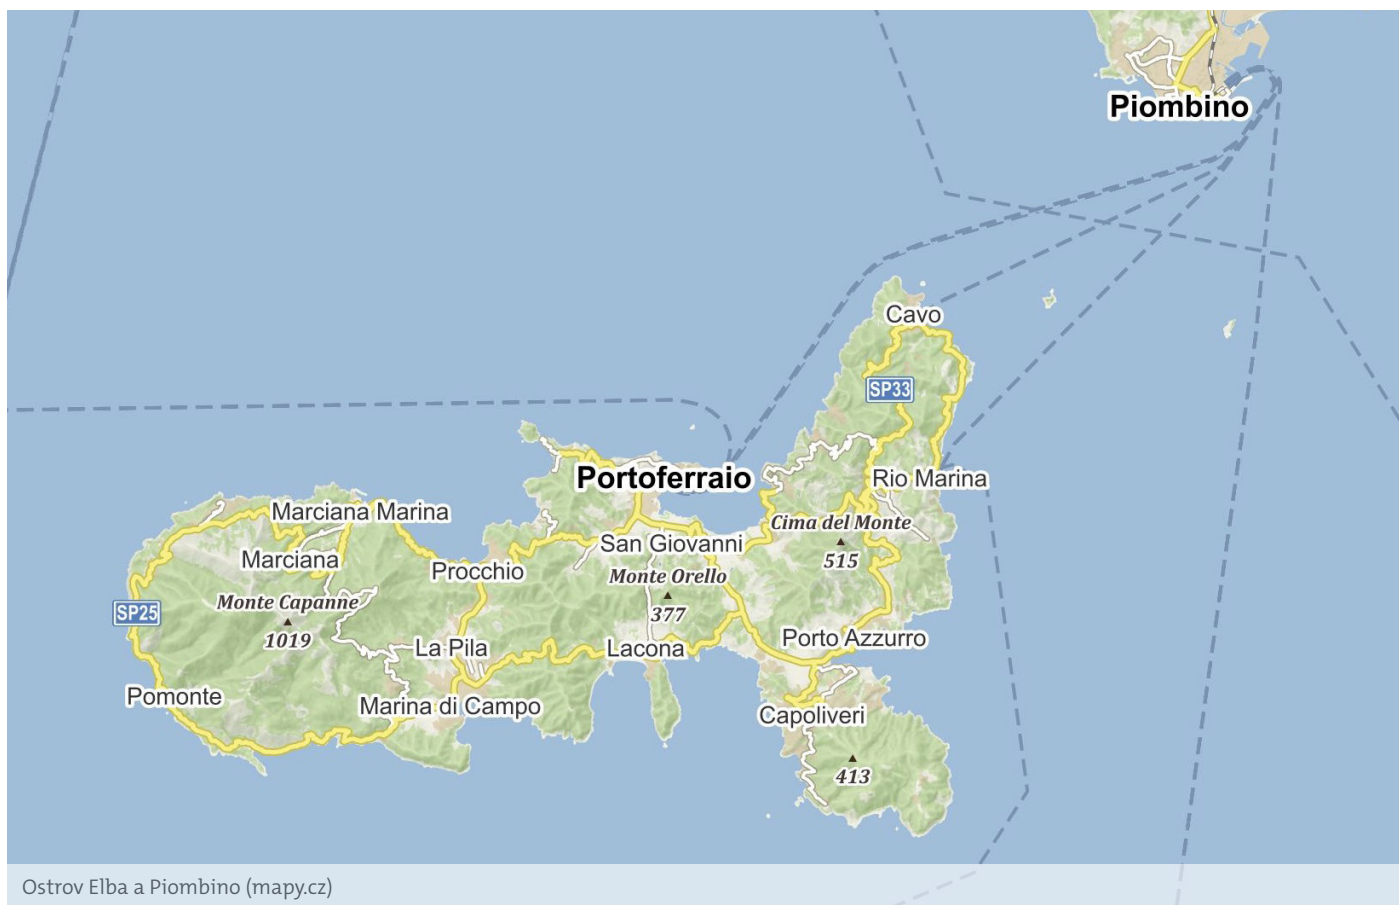 Piombino
Cavo
SP33
Portoferraio
Rio Marina
Marciana Marina
Cima del Monte
515
San Giovanni
Marciana
Procchio
Monte Orello
377
Monte Capanne
1019
SP25
La Pila
Lacona
Porto Azzurro
Pomonte
Marina di Campo
Capoliveri
413
Ostrov Elba a Piombino (mapy.cz)